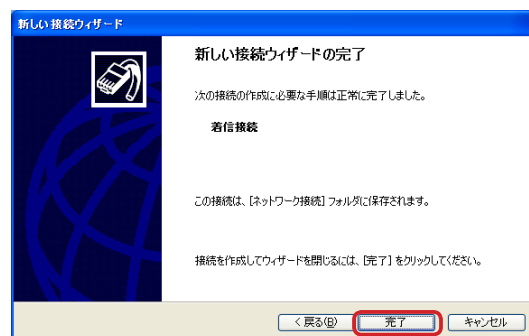 新しい接続ウィザード
新しい接続ウィザードの完了
次の接続の作成に必要な手順は正常に完了しました。
着信接続
この接続は、[ネットワーク接続] フォルダに保存されます。
接続を作成してウィザードを閉じるには、[完了] をクリックしてください。
< 戻る(B) 完了 キャンセル